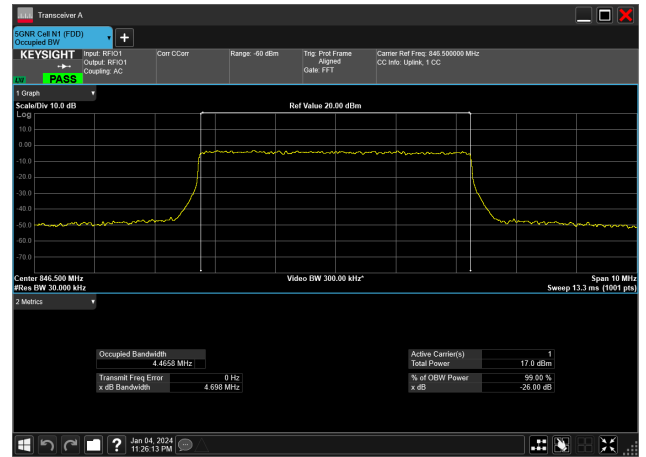 Transceiver A
5GNR Cell N1 (FDD)
Occupied BW
KEYSIGHT Input: RFIO1 Corr CCorr Range: -60 dBm Trig: Prot Frame Carrier Ref Freq: 846.500000 MHz
Output: RFIO1 Aligned CC Info: Uplink, 1 CC
Coupling: AC Gate: FFT
LXI PASS
1 Graph
Scale/Div 10.0 dB Ref Value 20.00 dBm
Log
10.0
0.00
-10.0
-20.0
-30.0
-40.0
-50.0
-60.0
-70.0
Center 846.500 MHz Video BW 300.00 kHz* Span 10 MHz
#Res BW 30.000 kHz Sweep 13.3 ms (1001 pts)
2 Metrics
Occupied Bandwidth Active Carrier(s) 1
4.4658 MHz Total Power 17.0 dBm
Transmit Freq Error 0 Hz % of OBW Power 99.00 %
x dB Bandwidth 4.698 MHz x dB -26.00 dB
Jan 04, 2024
11:26:13 PM